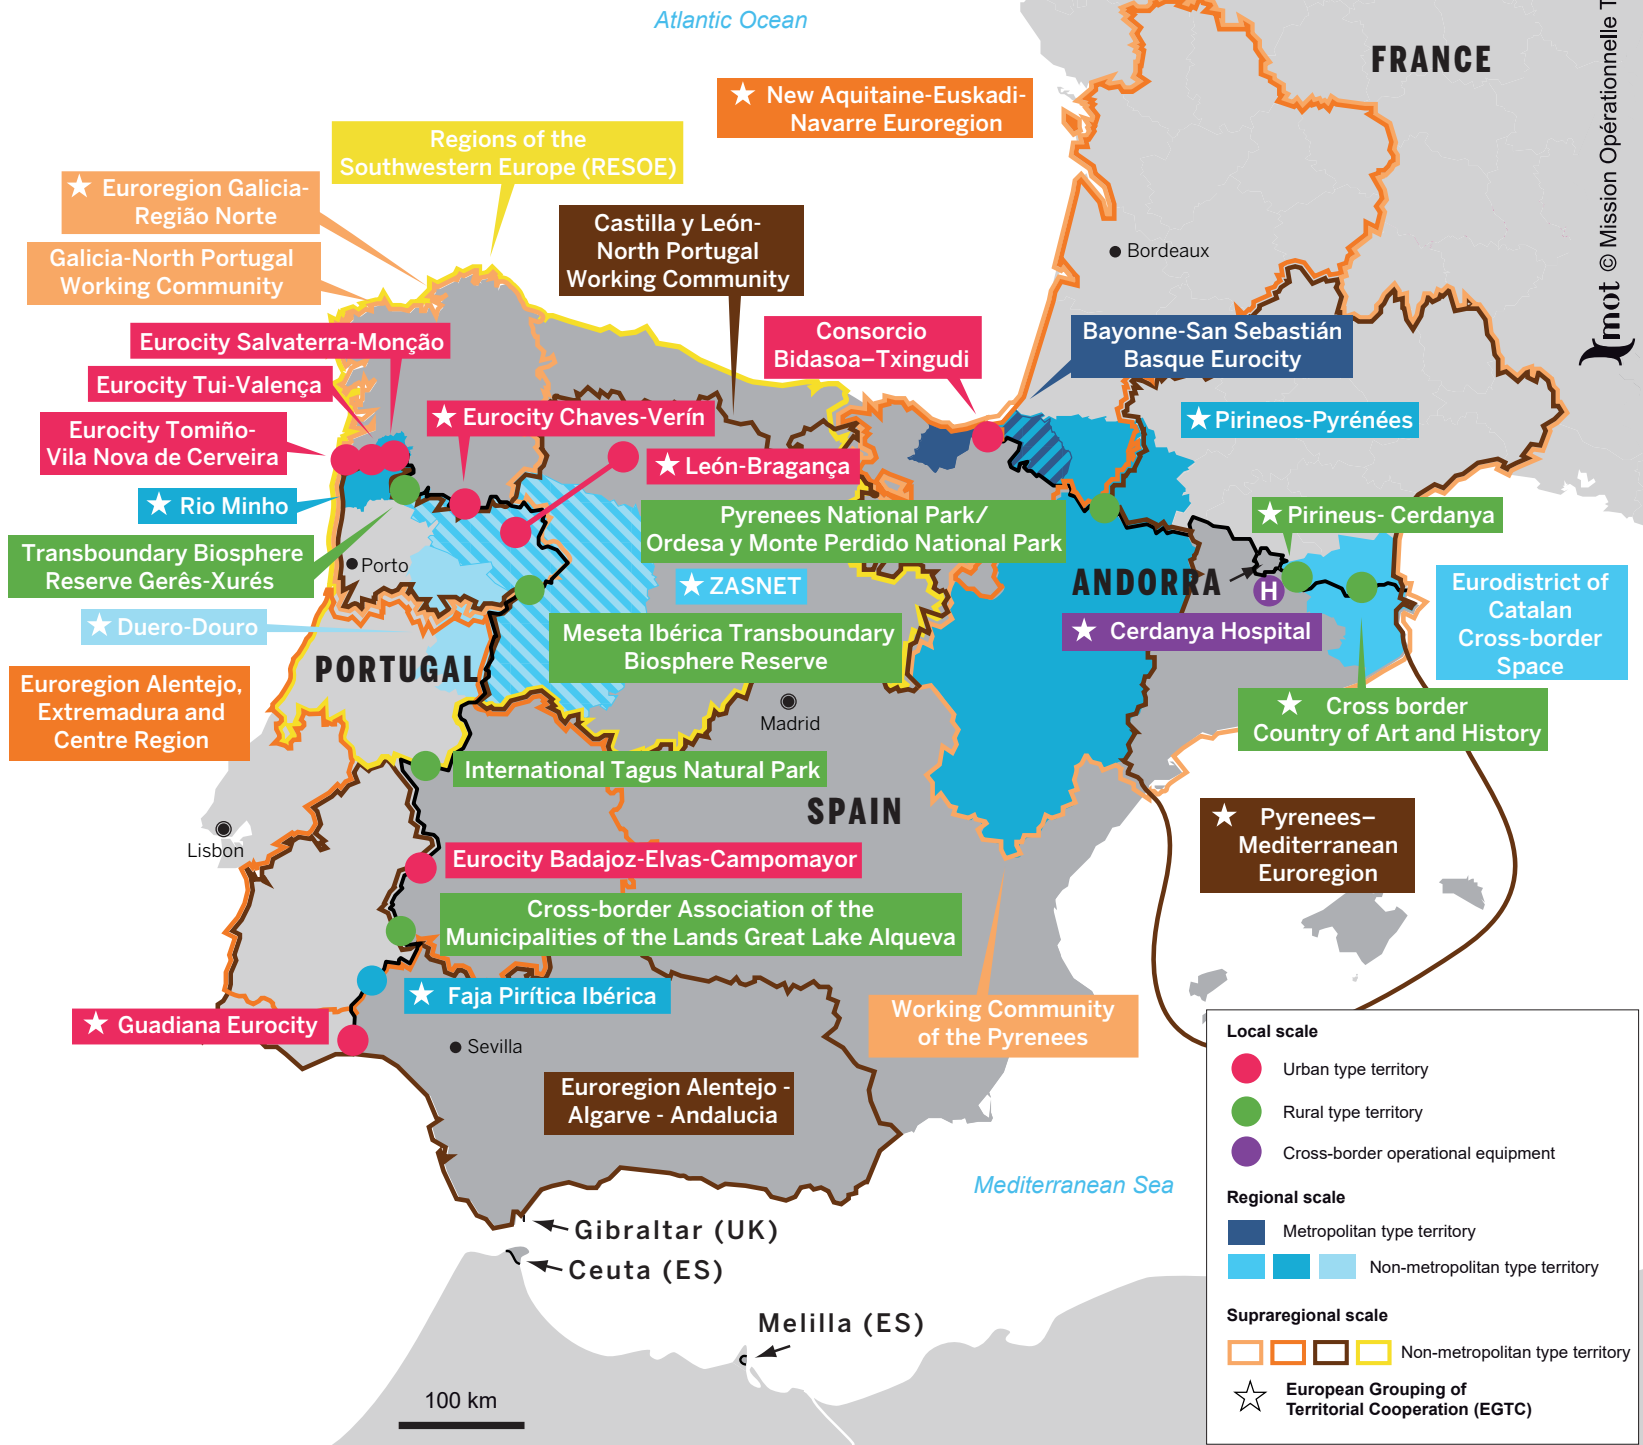 Atlantic Ocean
FRANCE
© Mission Opérationnelle T
mot
★ New Aquitaine-Euskadi-
Navarre Euroregion
Regions of the
Southwestern Europe (RESOE)
★ Euroregion Galicia-
Região Norte
Castilla y León-
North Portugal
Working Community
Galicia-North Portugal
Working Community
Bordeaux
Eurocity Salvaterra-Monção
Consorcio
Bidasoa–Txingudi
Bayonne-San Sebastián
Basque Eurocity
Eurocity Tui-Valença
★ Eurocity Chaves-Verín
★ Pirineos-Pyrénées
Eurocity Tomiño-
Vila Nova de Cerveira
★ León-Bragança
★ Rio Minho
Pyrenees National Park/
Ordesa y Monte Perdido National Park
★ Pirineus- Cerdanya
Transboundary Biosphere
Reserve Gerês-Xurés
Porto
★ ZASNET
ANDORRA
H
Eurodistrict of
Catalan
Cross-border
Space
★ Duero-Douro
Meseta Ibérica Transboundary
Biosphere Reserve
★ Cerdanya Hospital
PORTUGAL
Euroregion Alentejo,
Extremadura and
Centre Region
Madrid
★ Cross border
Country of Art and History
International Tagus Natural Park
SPAIN
Lisbon
★ Pyrenees–
Mediterranean
Euroregion
Eurocity Badajoz-Elvas-Campomayor
Cross-border Association of the
Municipalities of the Lands Great Lake Alqueva
★ Faja Pirítica Ibérica
Working Community
of the Pyrenees
★ Guadiana Eurocity
Sevilla
Euroregion Alentejo -
Algarve - Andalucia
Mediterranean Sea
Gibraltar (UK)
Ceuta (ES)
Melilla (ES)
100 km
Local scale
Urban type territory
Rural type territory
Cross-border operational equipment
Regional scale
Metropolitan type territory
Non-metropolitan type territory
Supraregional scale
Non-metropolitan type territory
European Grouping of
Territorial Cooperation (EGTC)